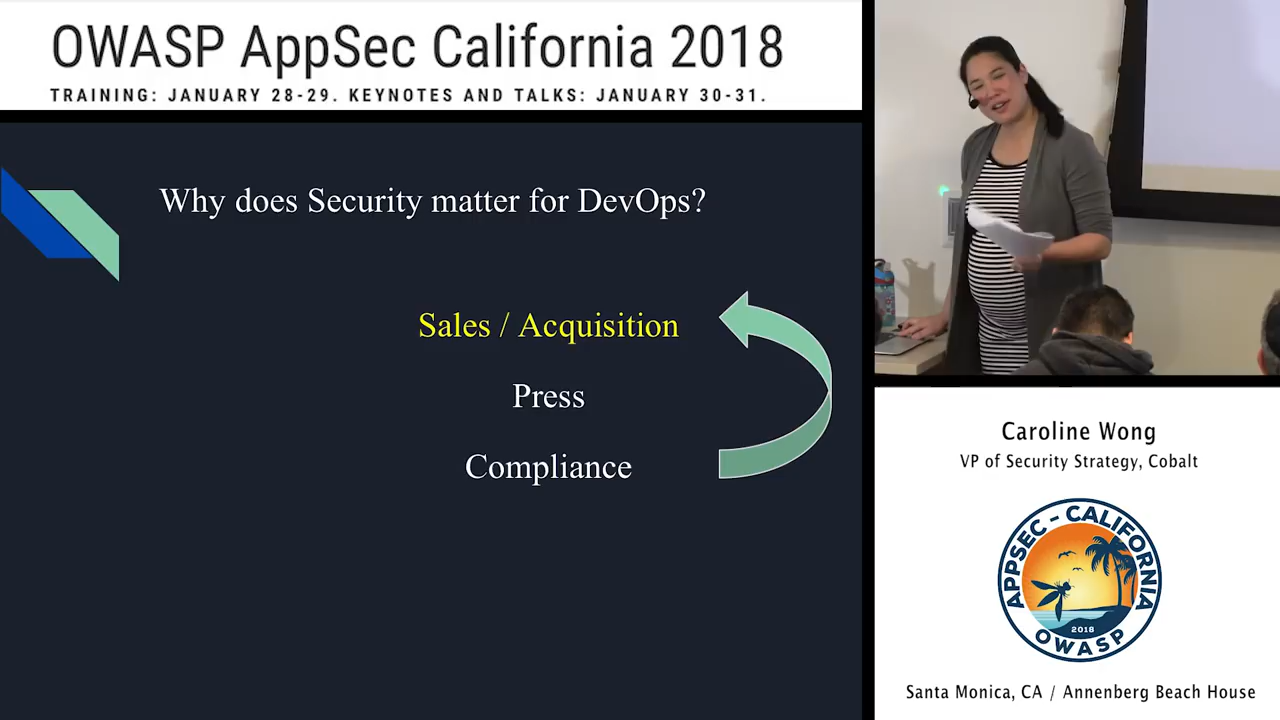 OWASP AppSec California 2018
TRAINING: JANUARY 28-29. KEYNOTES AND TALKS: JANUARY 30-31.
Why does Security matter for DevOps?
Sales / Acquisition
Press
Compliance
Caroline Wong
VP of Security Strategy, Cobalt
APPSEC - CALIFORNIA
2018
OWASP
Santa Monica, CA / Annenberg Beach House